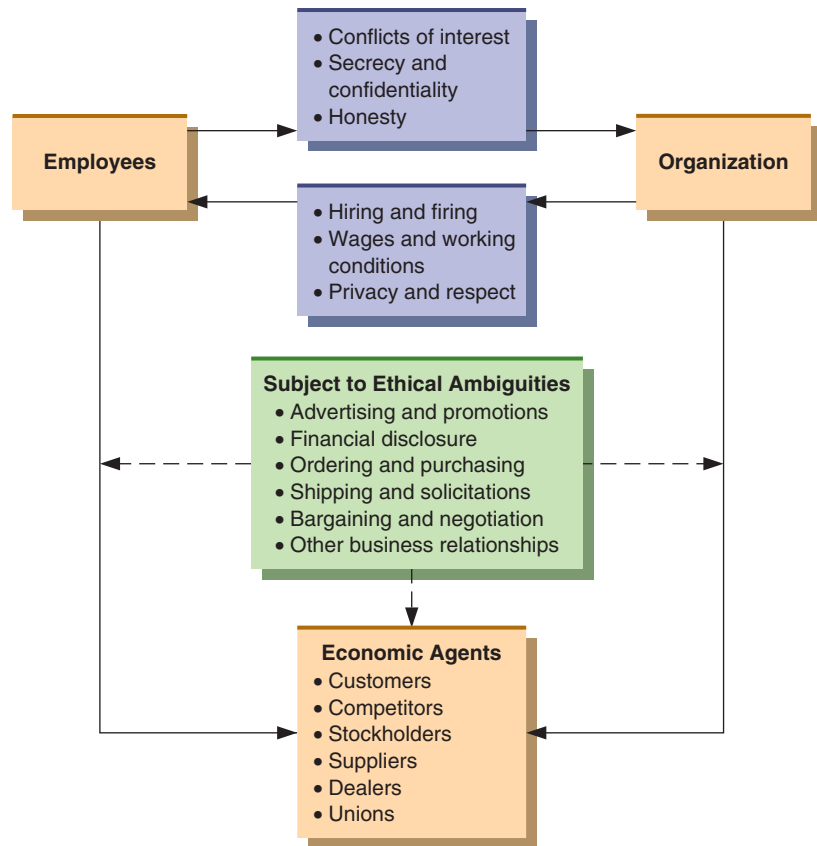 • Conflicts of interest
• Secrecy and
confidentiality
• Honesty
Employees
Organization
• Hiring and firing
• Wages and working
conditions
• Privacy and respect
Subject to Ethical Ambiguities
• Advertising and promotions
• Financial disclosure
• Ordering and purchasing
• Shipping and solicitations
• Bargaining and negotiation
• Other business relationships
Economic Agents
• Customers
• Competitors
• Stockholders
• Suppliers
• Dealers
• Unions